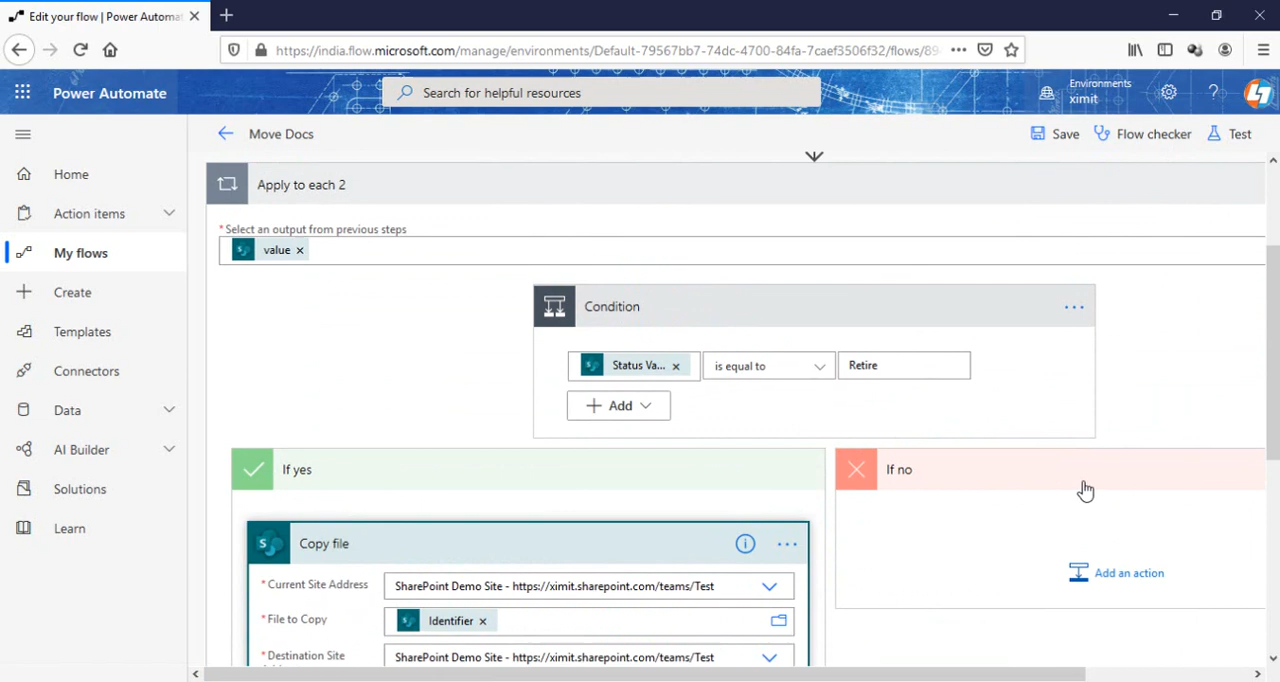 Edit your flow | Power Automa
https://india.flow.microsoft.com/manage/environments/Default-79567bb7-74dc-4700-84fa-7caef3506f32/flows/89
Power Automate
Search for helpful resources
Environments
ximit
Move Docs
Save
Flow checker
Test
Home
Action items
My flows
Create
Templates
Connectors
Data
AI Builder
Solutions
Learn
Apply to each 2
* Select an output from previous steps
value
Condition
Status Va...
is equal to
Retire
Add
If yes
If no
Copy file
Add an action
* Current Site Address
SharePoint Demo Site - https://ximit.sharepoint.com/teams/Test
* File to Copy
Identifier
* Destination Site
SharePoint Demo Site - https://ximit.sharepoint.com/teams/Test